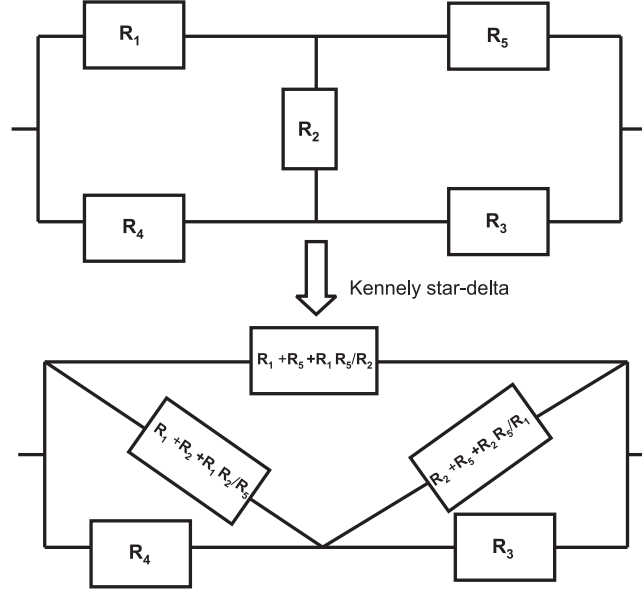 R₁
R₅
R₂
R₄
R₃
Kennely star-delta
R₁ +R₅ +R₁ R₅/R₂
R₁ +R₂ +R₁ R₂/R₅
R₂ +R₅ +R₂ R₅/R₁
R₄
R₃